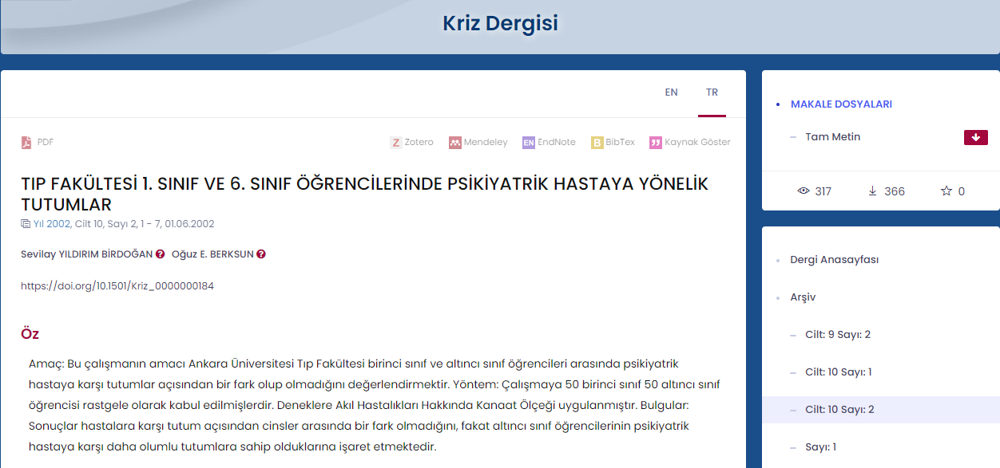 Kriz Dergisi
EN TR
PDF Zotero Mendeley EndNote BibTex Kaynak Göster
TIP FAKÜLTESİ 1. SINIF VE 6. SINIF ÖĞRENCİLERİNDE PSİKİYATRİK HASTAYA YÖNELİK
TUTUMLAR
Yıl 2002, Cilt 10, Sayı 2, 1 - 7, 01.06.2002
Sevilay YILDIRIM BİRDOĞAN Oğuz E. BERKSUN
https://doi.org/10.1501/Kriz_0000000184
Öz
Amaç: Bu çalışmanın amacı Ankara Üniversitesi Tıp Fakültesi birinci sınıf ve altıncı sınıf öğrencileri arasında psikiyatrik
hastaya karşı tutumlar açısından bir fark olup olmadığını değerlendirmektir. Yöntem: Çalışmaya 50 birinci sınıf 50 altıncı sınıf
öğrencisi rastgele olarak kabul edilmişlerdir. Deneklere Akıl Hastalıkları Hakkında Kanaat Ölçeği uygulanmıştır. Bulgular:
Sonuçlar hastalara karşı tutum açısından cinsler arasında bir fark olmadığını, fakat altıncı sınıf öğrencilerinin psikiyatrik
hastaya karşı daha olumlu tutumlara sahip olduklarına işaret etmektedir.
MAKALE DOSYALARI
Tam Metin
317 366 0
Dergi Anasayfası
Arşiv
Cilt: 9 Sayı: 2
Cilt: 10 Sayı: 1
Cilt: 10 Sayı: 2
Sayı: 1